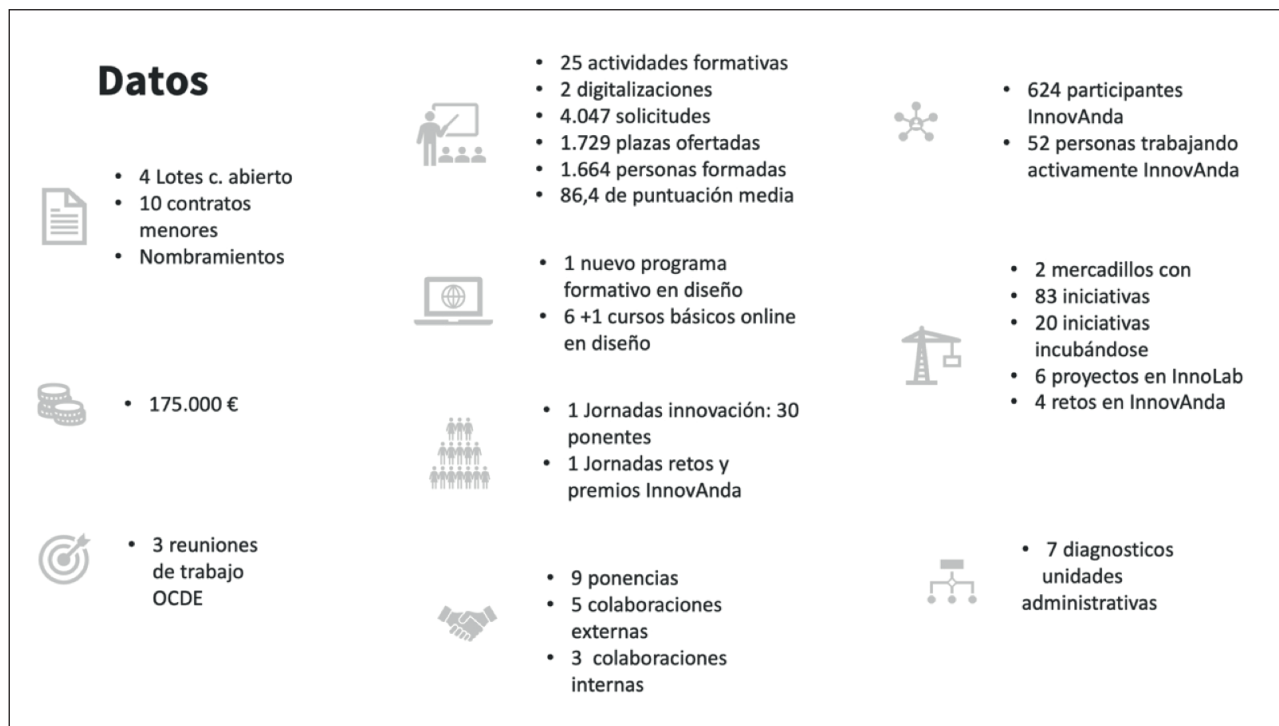 Datos
• 4 Lotes c. abierto
• 10 contratos
menores
• Nombramientos
• 175.000 €
• 3 reuniones
de trabajo
OCDE
• 25 actividades formativas
• 2 digitalizaciones
• 4.047 solicitudes
• 1.729 plazas ofertadas
• 1.664 personas formadas
• 86,4 de puntuación media
• 1 nuevo programa
formativo en diseño
• 6 +1 cursos básicos online
en diseño
• 1 Jornadas innovación: 30
ponentes
• 1 Jornadas retos y
premios InnovAnda
• 9 ponencias
• 5 colaboraciones
externas
• 3 colaboraciones
internas
• 624 participantes
InnovAnda
• 52 personas trabajando
activamente InnovAnda
• 2 mercadillos con
• 83 iniciativas
• 20 iniciativas
incubándose
• 6 proyectos en InnoLab
• 4 retos en InnovAnda
• 7 diagnosticos
unidades
administrativas